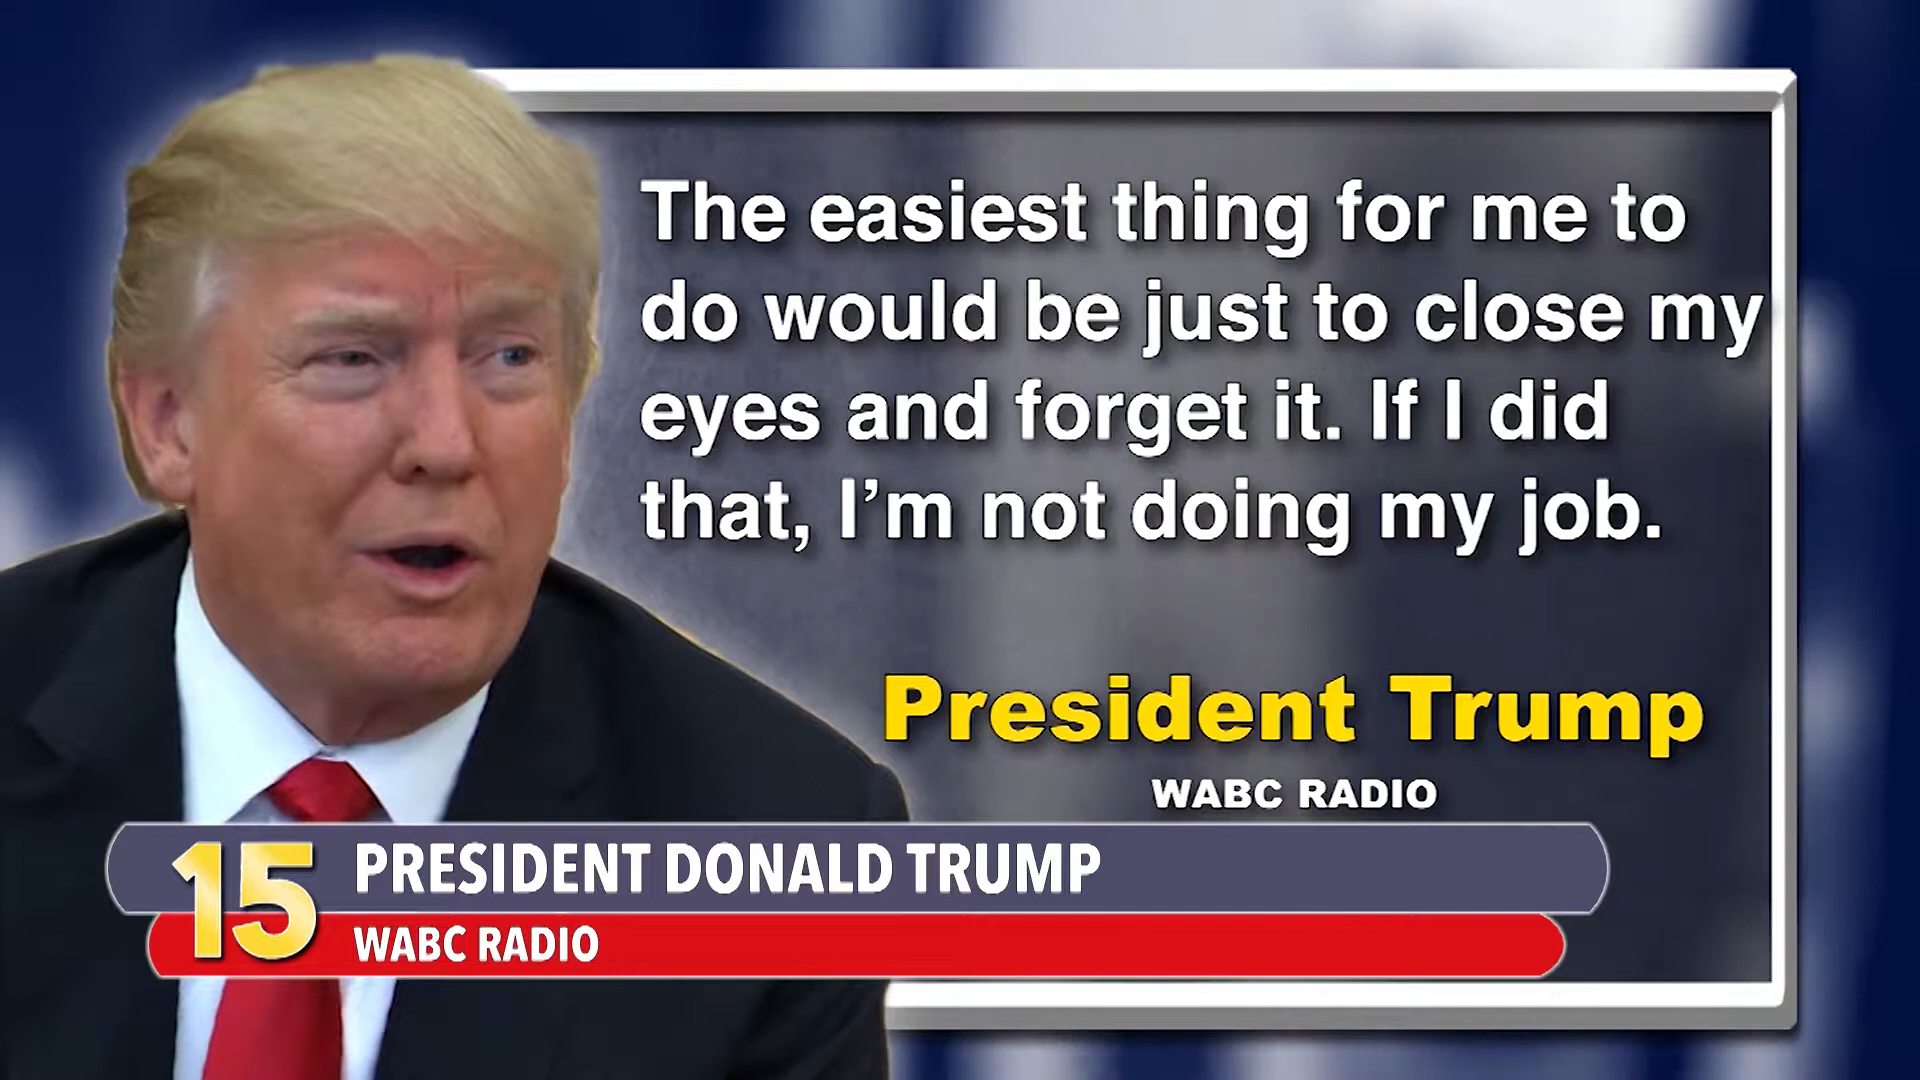 The easiest thing for me to
do would be just to close my
eyes and forget it. If I did
that, I’m not doing my job.
President Trump
WABC RADIO
15
PRESIDENT DONALD TRUMP
WABC RADIO